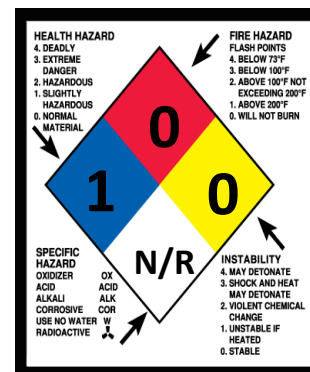 HEALTH HAZARD
4. DEADLY
3. EXTREME
DANGER
2. HAZARDOUS
1. SLIGHTLY
HAZARDOUS
0. NORMAL
MATERIAL
FIRE HAZARD
FLASH POINTS
4. BELOW 73°F
3. BELOW 100°F
2. ABOVE 100°F NOT
EXCEEDING 200°F
1. ABOVE 200°F
0. WILL NOT BURN
0
1
0
N/R
SPECIFIC
HAZARD
OXIDIZER OX
ACID ACID
ALKALI ALK
CORROSIVE COR
USE NO WATER W
RADIOACTIVE
INSTABILITY
4. MAY DETONATE
3. SHOCK AND HEAT
MAY DETONATE
2. VIOLENT CHEMICAL
CHANGE
1. UNSTABLE IF
HEATED
0. STABLE